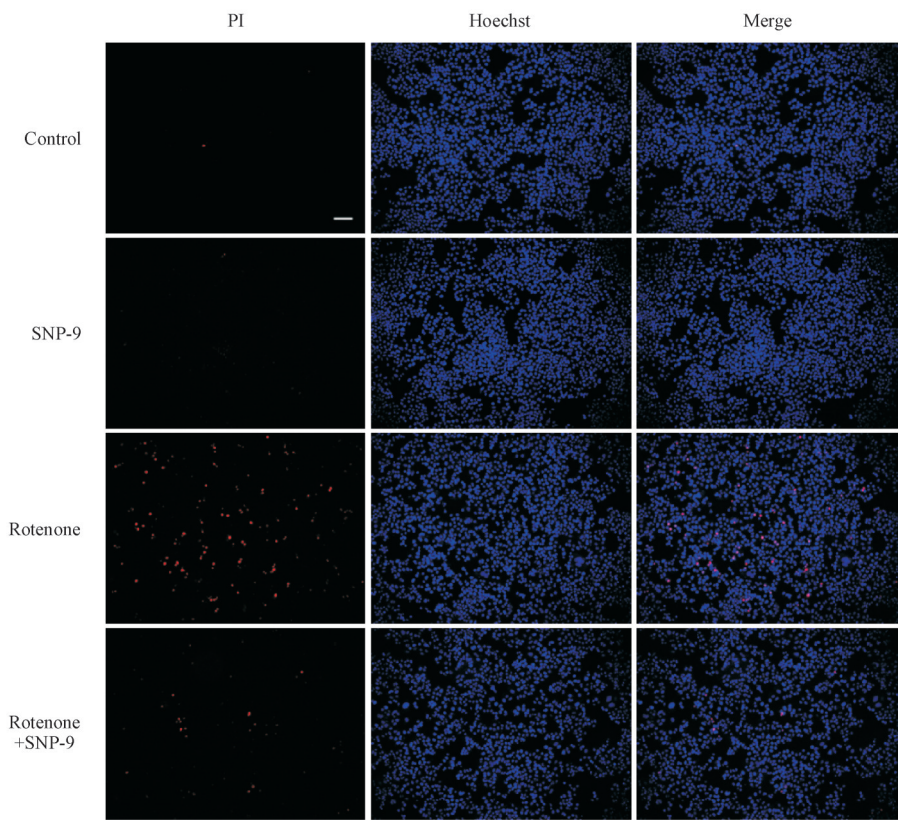 PI
Hoechst
Merge
Control
SNP-9
Rotenone
Rotenone
+SNP-9